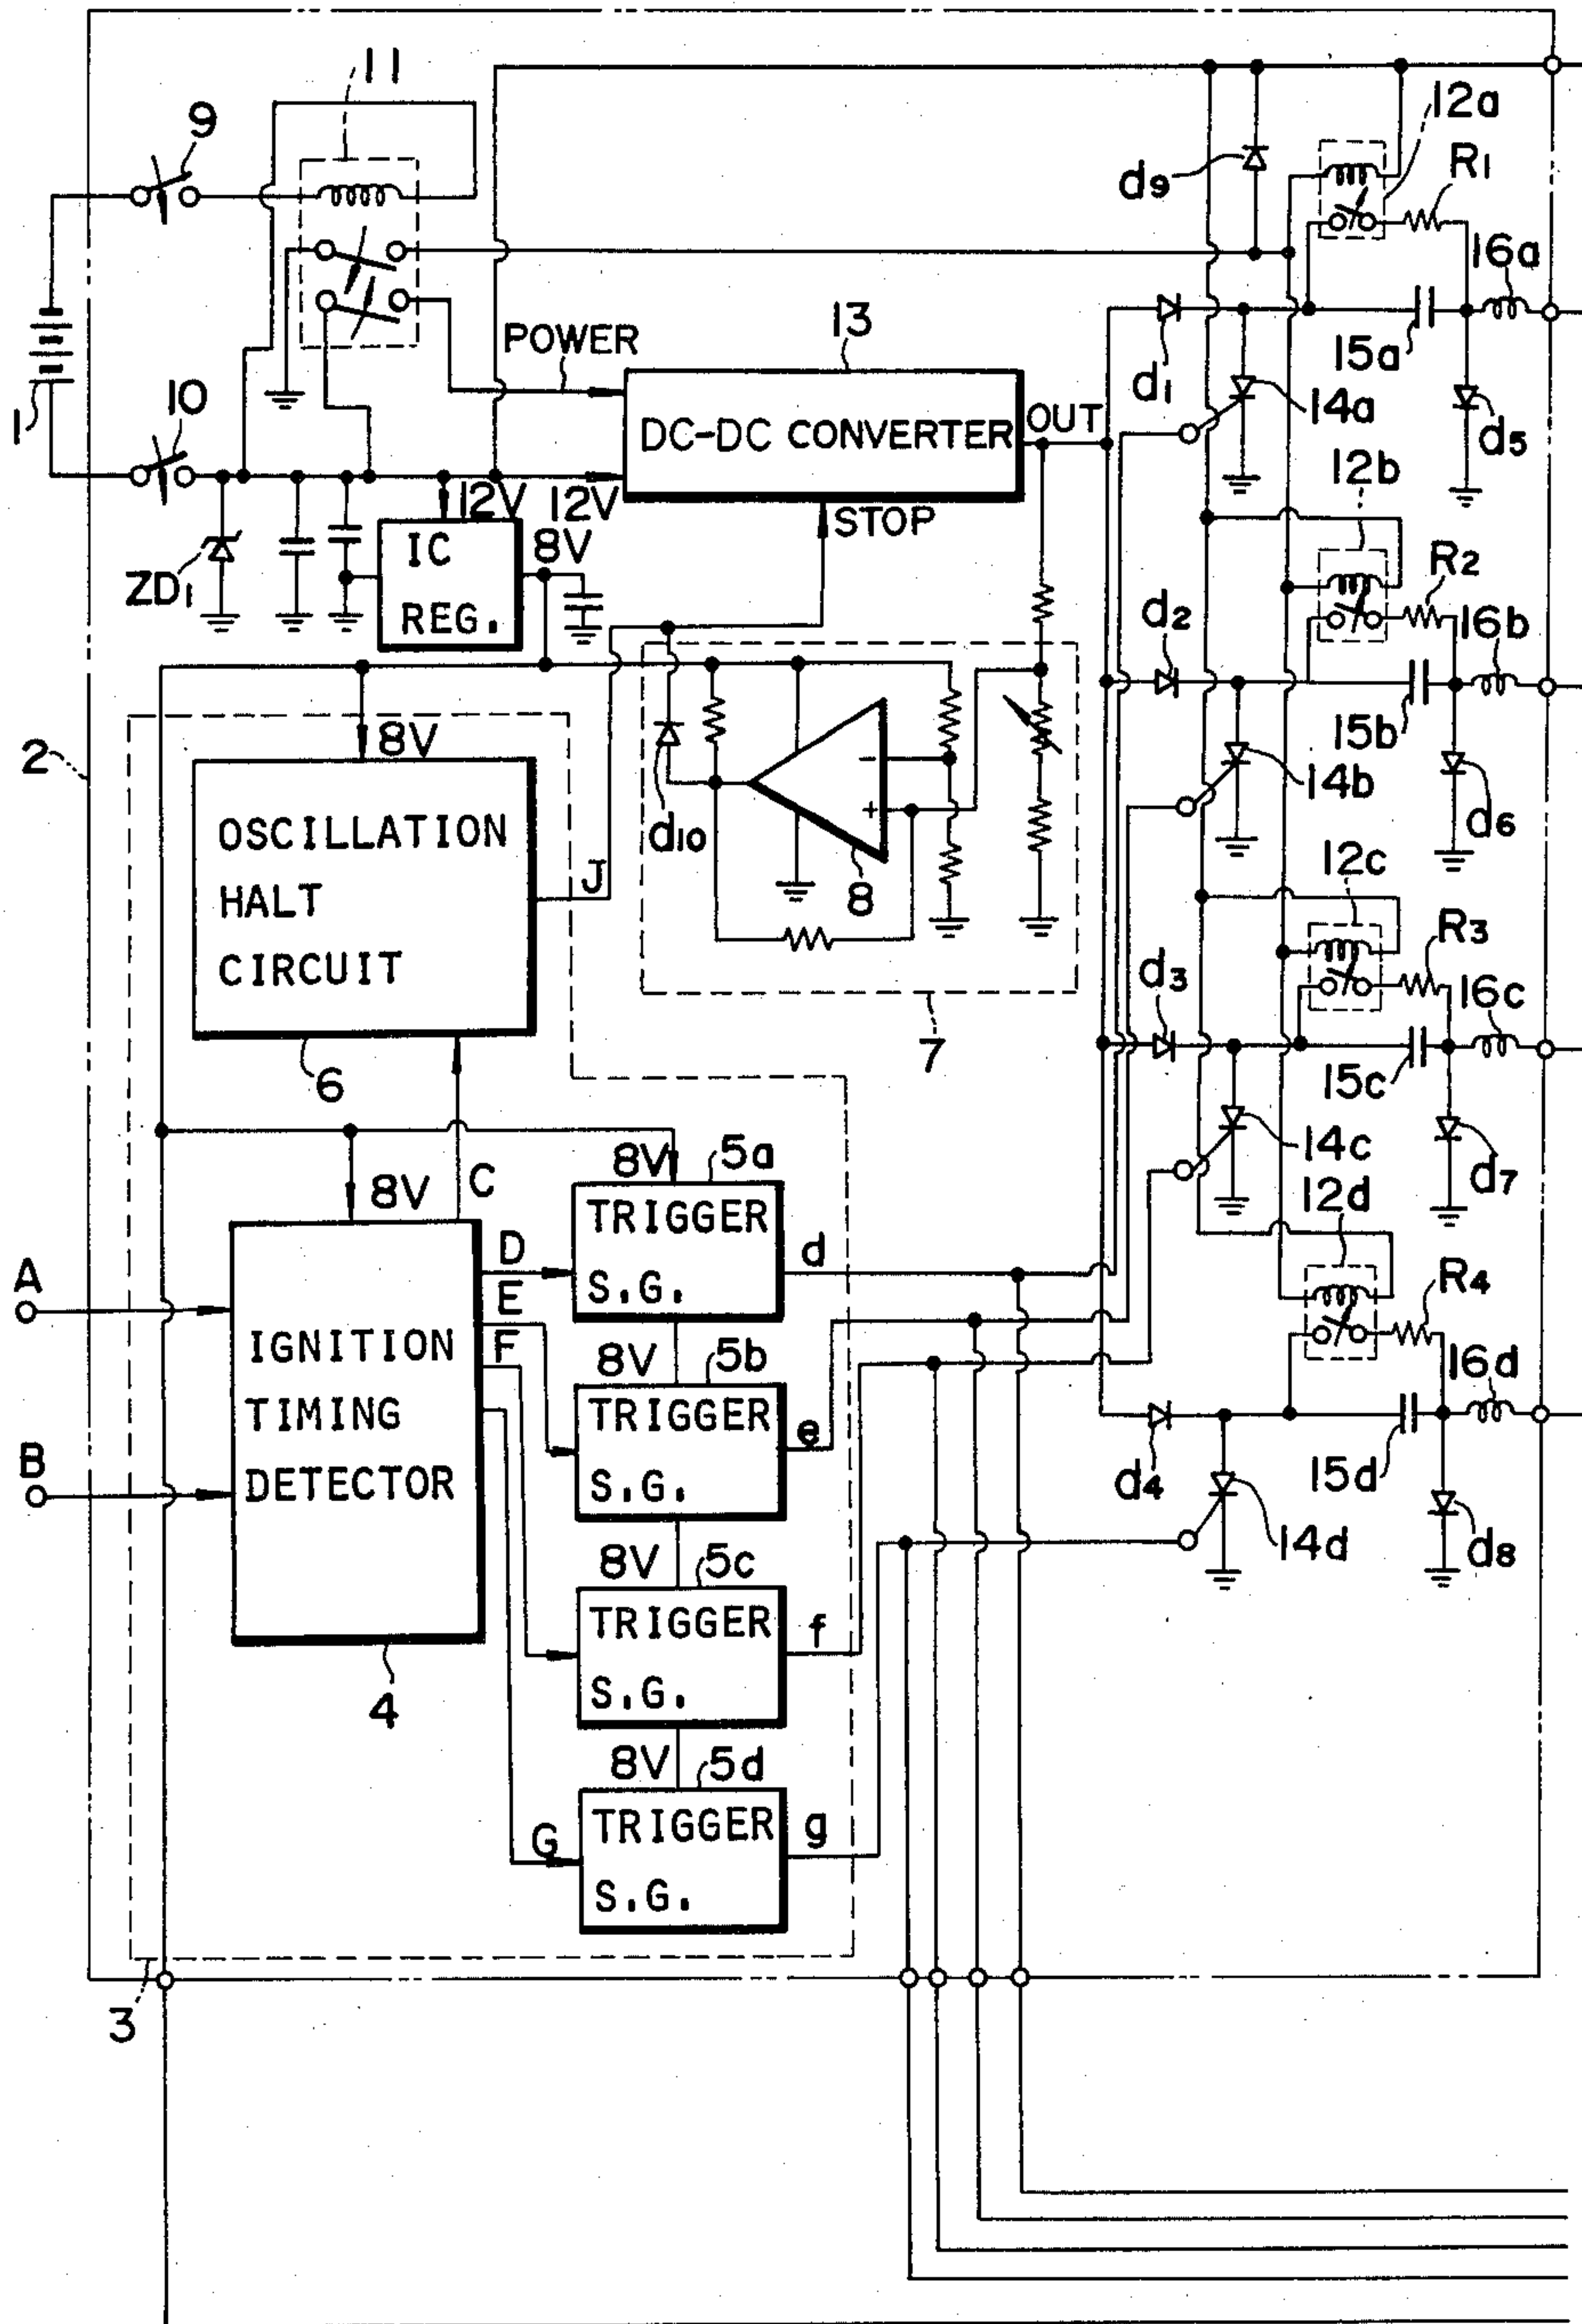 11
9
12a
R1
d9
16a
13
POWER
15a
d1
OUT
14a
DC-DC CONVERTER
d5
1
10
12b
12V
12V
STOP
IC
REG.
8V
ZD1
R2
d2
16b
2
8V
15b
14b
OSCILLATION
HALT
CIRCUIT
d10
8
J
d6
12c
R3
d3
16c
6
7
15c
14c
d7
8V
C
8V
5a
12d
TRIGGER
S.G.
D
d
A
E
F
R4
IGNITION
TIMING
DETECTOR
8V
5b
16d
TRIGGER
S.G.
e
B
d4
15d
14d
d8
8V
5c
TRIGGER
S.G.
f
4
8V
5d
G
TRIGGER
S.G.
g
3